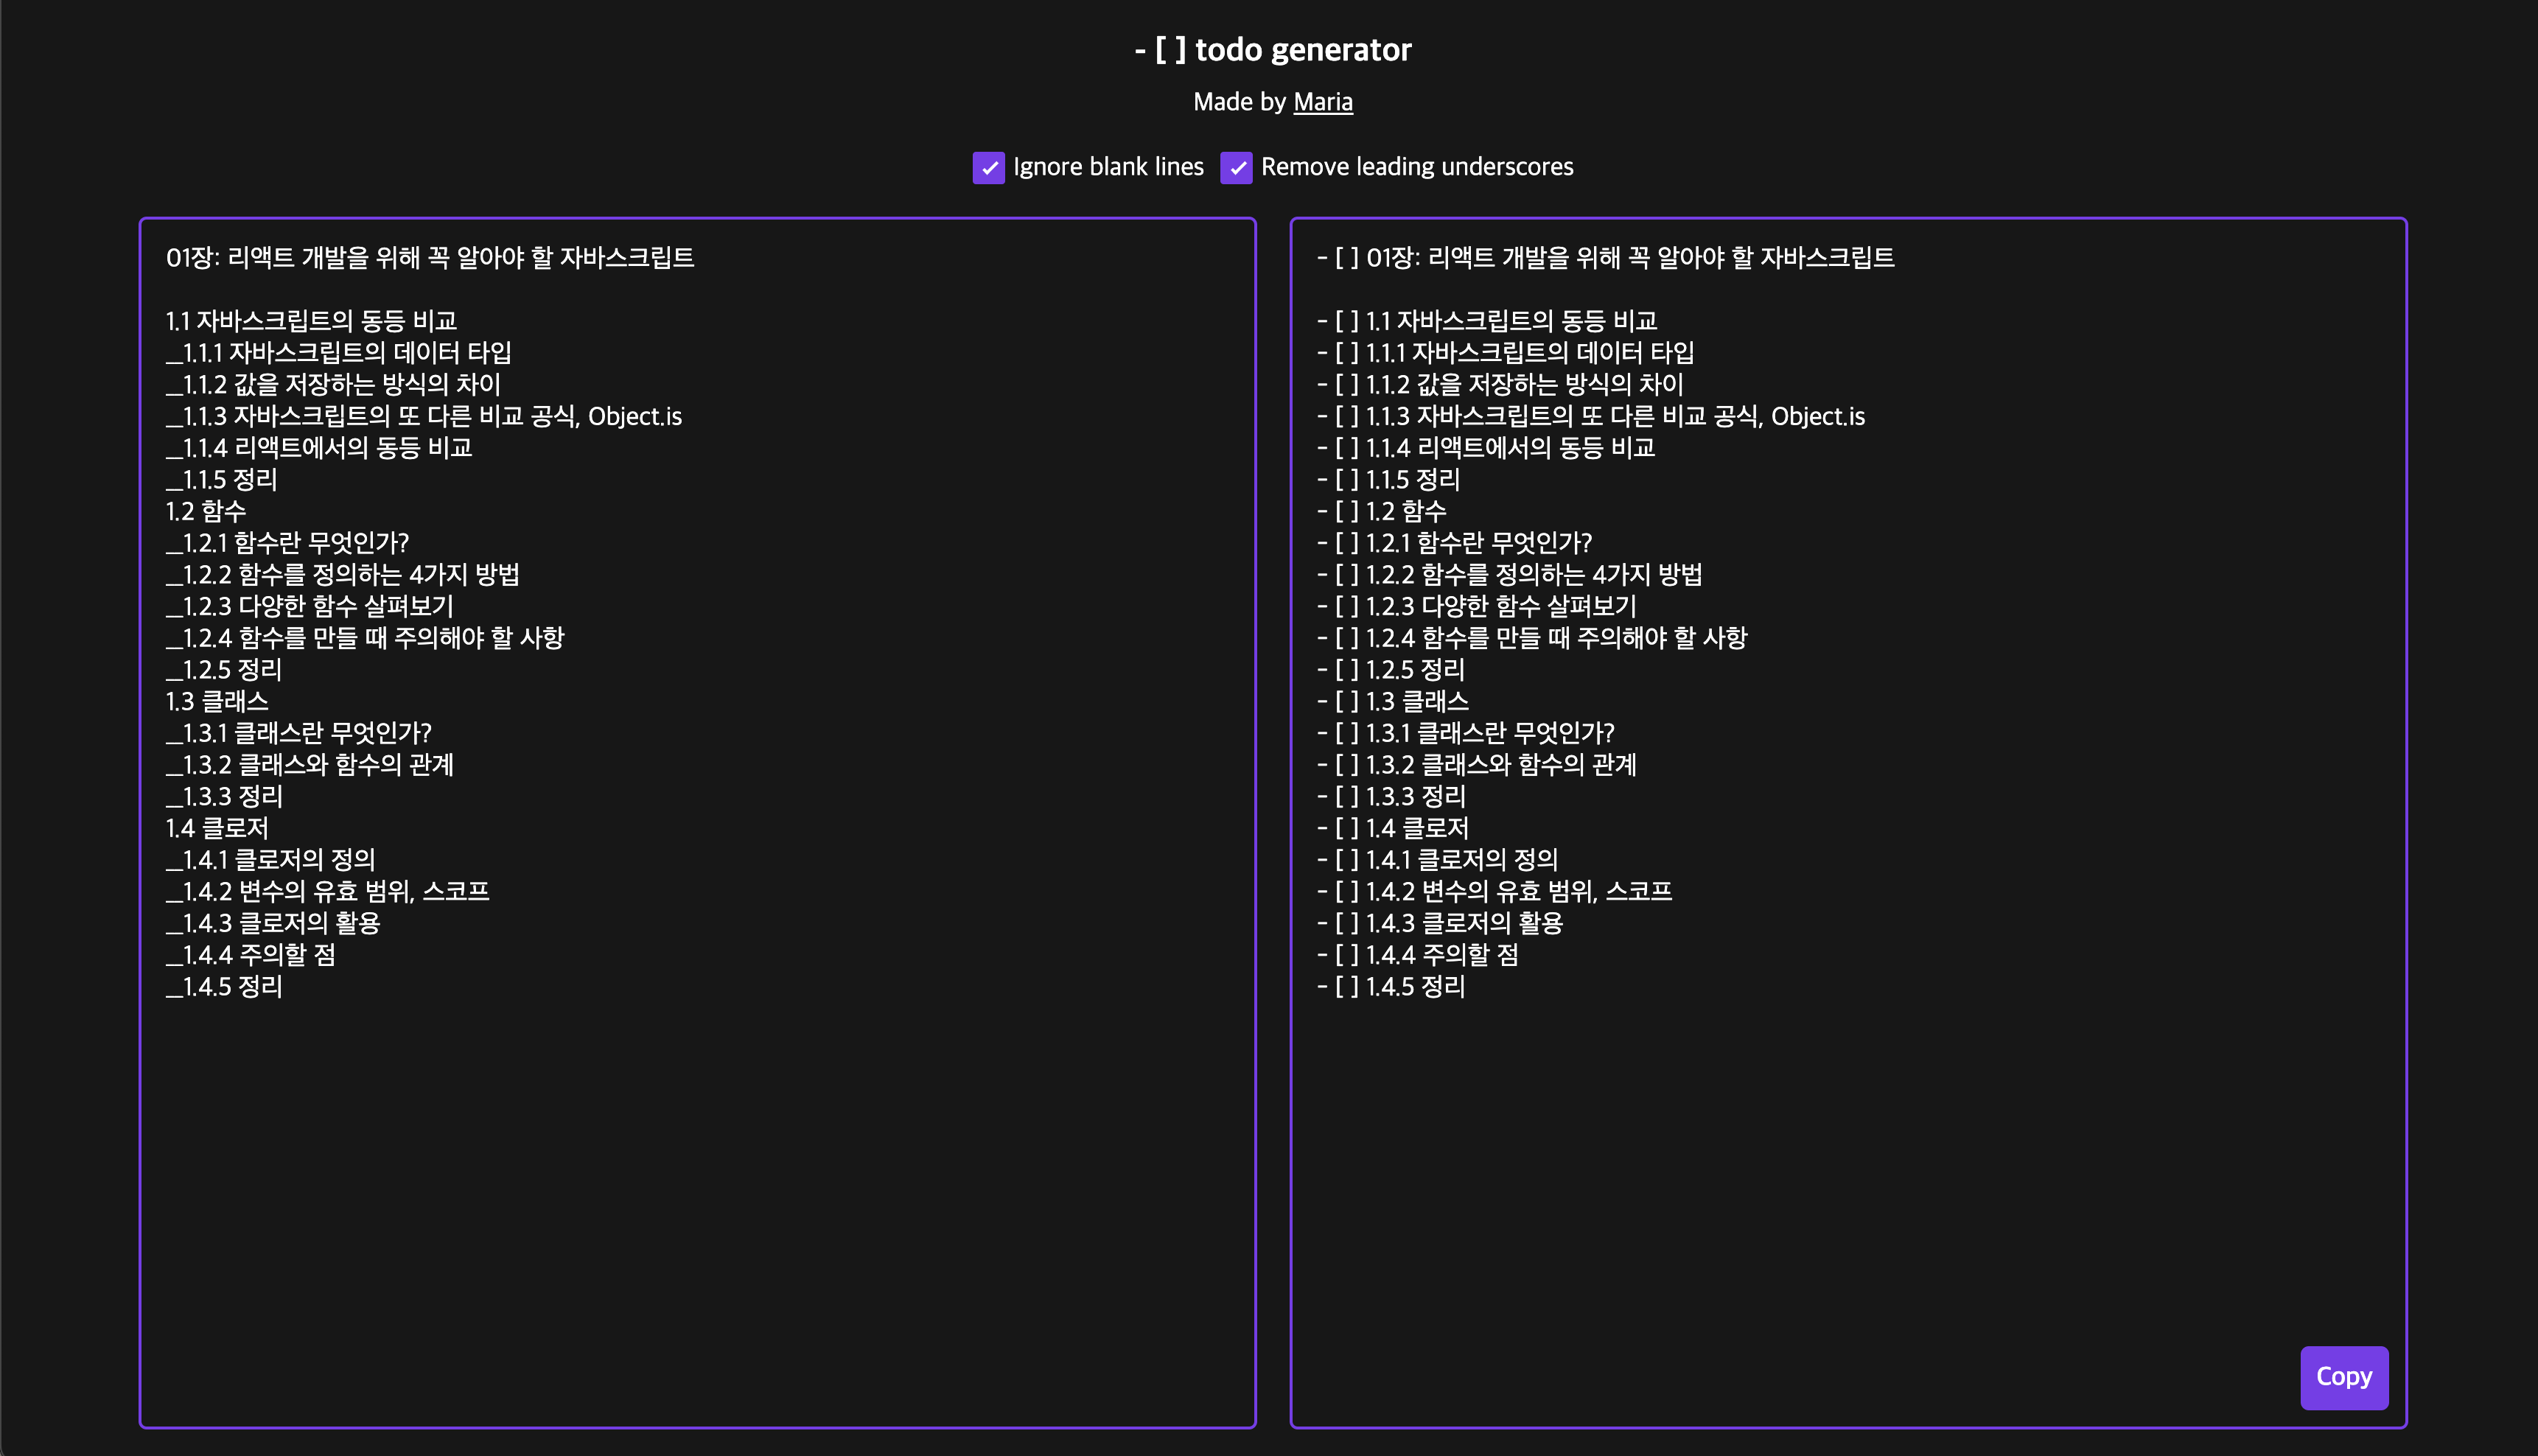 - [ ] todo generator
Made by Maria
Ignore blank lines
Remove leading underscores
01장: 리액트 개발을 위해 꼭 알아야 할 자바스크립트
1.1 자바스크립트의 동등 비교
__1.1.1 자바스크립트의 데이터 타입
__1.1.2 값을 저장하는 방식의 차이
__1.1.3 자바스크립트의 또 다른 비교 공식, Object.is
__1.1.4 리액트에서의 동등 비교
__1.1.5 정리
1.2 함수
__1.2.1 함수란 무엇인가?
__1.2.2 함수를 정의하는 4가지 방법
__1.2.3 다양한 함수 살펴보기
__1.2.4 함수를 만들 때 주의해야 할 사항
__1.2.5 정리
1.3 클래스
__1.3.1 클래스란 무엇인가?
__1.3.2 클래스와 함수의 관계
__1.3.3 정리
1.4 클로저
__1.4.1 클로저의 정의
__1.4.2 변수의 유효 범위, 스코프
__1.4.3 클로저의 활용
__1.4.4 주의할 점
__1.4.5 정리
- [ ] 01장: 리액트 개발을 위해 꼭 알아야 할 자바스크립트
- [ ] 1.1 자바스크립트의 동등 비교
- [ ] 1.1.1 자바스크립트의 데이터 타입
- [ ] 1.1.2 값을 저장하는 방식의 차이
- [ ] 1.1.3 자바스크립트의 또 다른 비교 공식, Object.is
- [ ] 1.1.4 리액트에서의 동등 비교
- [ ] 1.1.5 정리
- [ ] 1.2 함수
- [ ] 1.2.1 함수란 무엇인가?
- [ ] 1.2.2 함수를 정의하는 4가지 방법
- [ ] 1.2.3 다양한 함수 살펴보기
- [ ] 1.2.4 함수를 만들 때 주의해야 할 사항
- [ ] 1.2.5 정리
- [ ] 1.3 클래스
- [ ] 1.3.1 클래스란 무엇인가?
- [ ] 1.3.2 클래스와 함수의 관계
- [ ] 1.3.3 정리
- [ ] 1.4 클로저
- [ ] 1.4.1 클로저의 정의
- [ ] 1.4.2 변수의 유효 범위, 스코프
- [ ] 1.4.3 클로저의 활용
- [ ] 1.4.4 주의할 점
- [ ] 1.4.5 정리
Copy